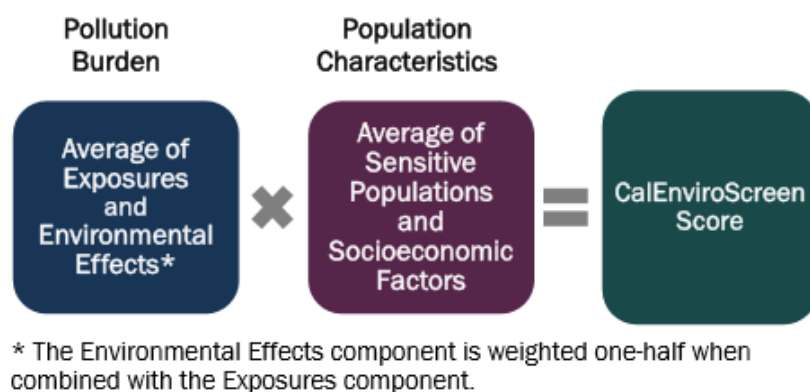 Pollution
Burden
Population
Characteristics
Average of
Exposures
and
Environmental
Effects*
Average of
Sensitive
Populations
and
Socioeconomic
Factors
CalEnviroScreen
Score
* The Environmental Effects component is weighted one-half when
combined with the Exposures component.